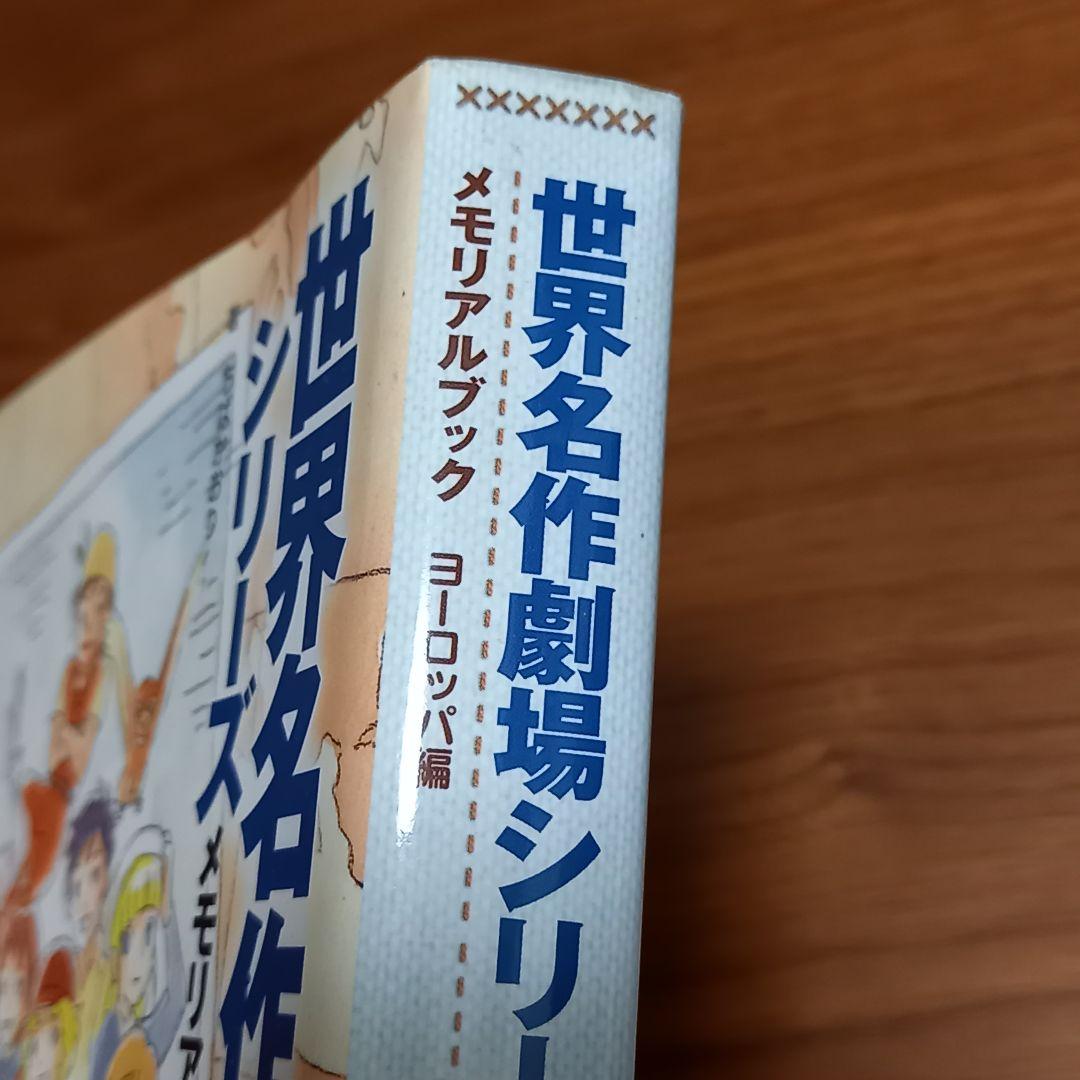 世界名作劇場シリー
メモリアルブック ヨーロッパ編
世界名作
シリーズ メモリア